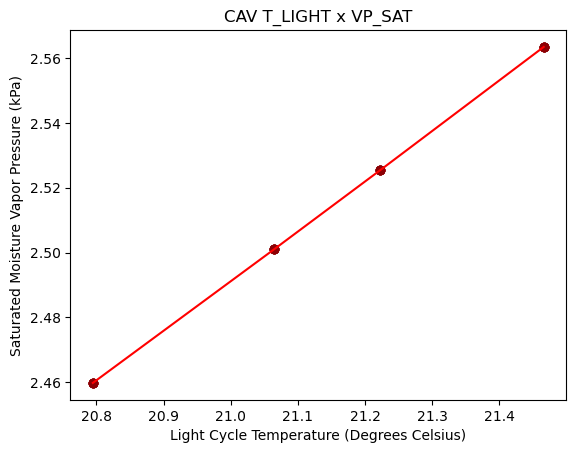 CAV T_LIGHT x VP_SAT
Saturated Moisture Vapor Pressure (kPa)
2.56
2.54
2.52
2.50
2.48
2.46
20.8 20.9 21.0 21.1 21.2 21.3 21.4
Light Cycle Temperature (Degrees Celsius)